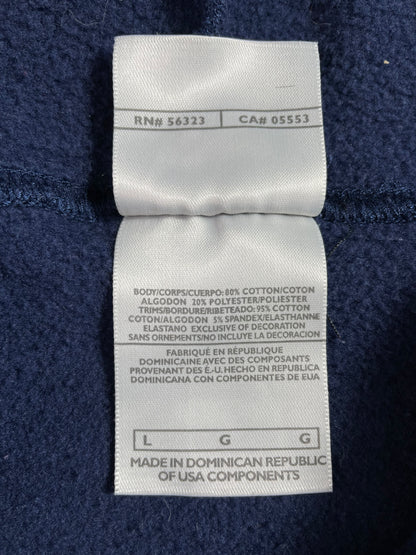 RN# 56323 CA# 05553
BODY/CORPS/CUERPO: 80% COTTON/COTON
ALGODON 20% POLYESTER/POLIESTER
TRIMS/BORDURE/RIBETEADO: 95% COTTON
COTON/ALGODON 5% SPANDEX/ELASTHANNE
ELASTANO EXCLUSIVE OF DECORATION
SANS ORNEMENTS/NO INCLUYE LA DECORACION
FABRIQUÉ EN RÉPUBLIQUE
DOMINICAINE AVEC DES COMPOSANTS
PROVENANT DES É.-U. HECHO EN REPUBLICA
DOMINICANA CON COMPONENTES DE EUA
L G G
MADE IN DOMINICAN REPUBLIC
OF USA COMPONENTS